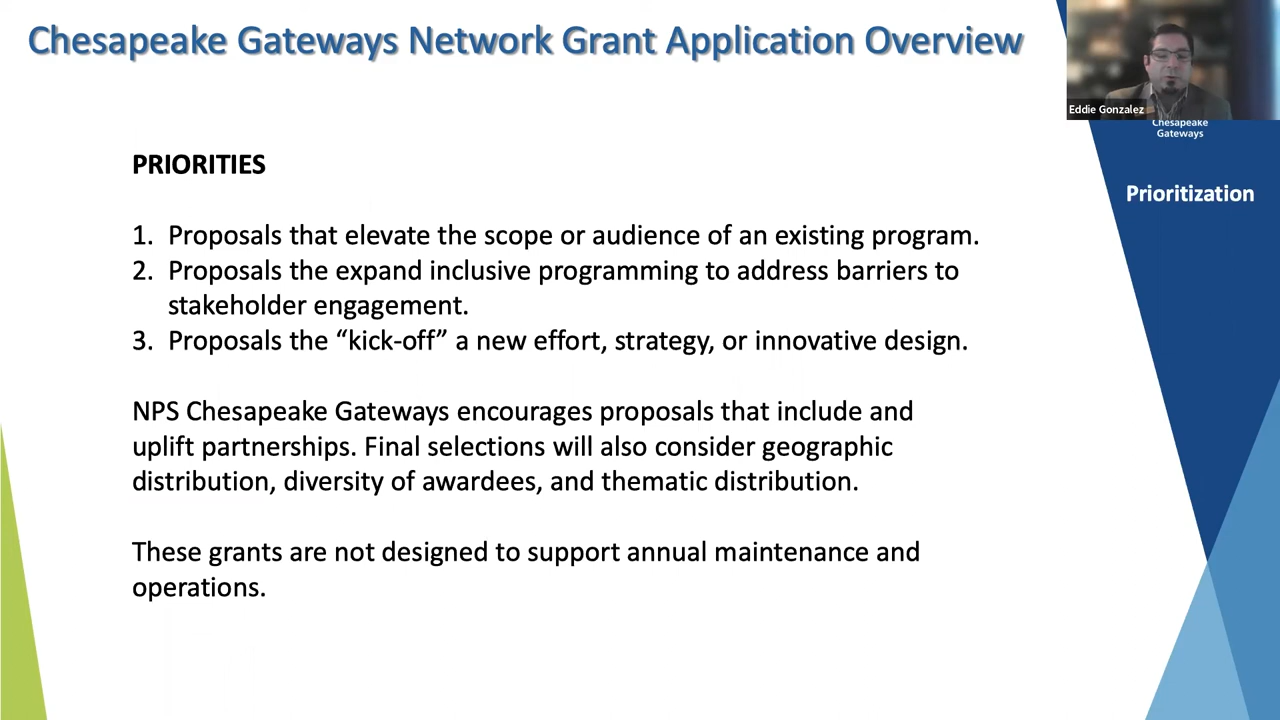 Chesapeake Gateways Network Grant Application Overview
Eddie Gonzalez
Chesapeake
Gateways
Prioritization
PRIORITIES
1. Proposals that elevate the scope or audience of an existing program.
2. Proposals the expand inclusive programming to address barriers to
stakeholder engagement.
3. Proposals the “kick-off” a new effort, strategy, or innovative design.
NPS Chesapeake Gateways encourages proposals that include and
uplift partnerships. Final selections will also consider geographic
distribution, diversity of awardees, and thematic distribution.
These grants are not designed to support annual maintenance and
operations.